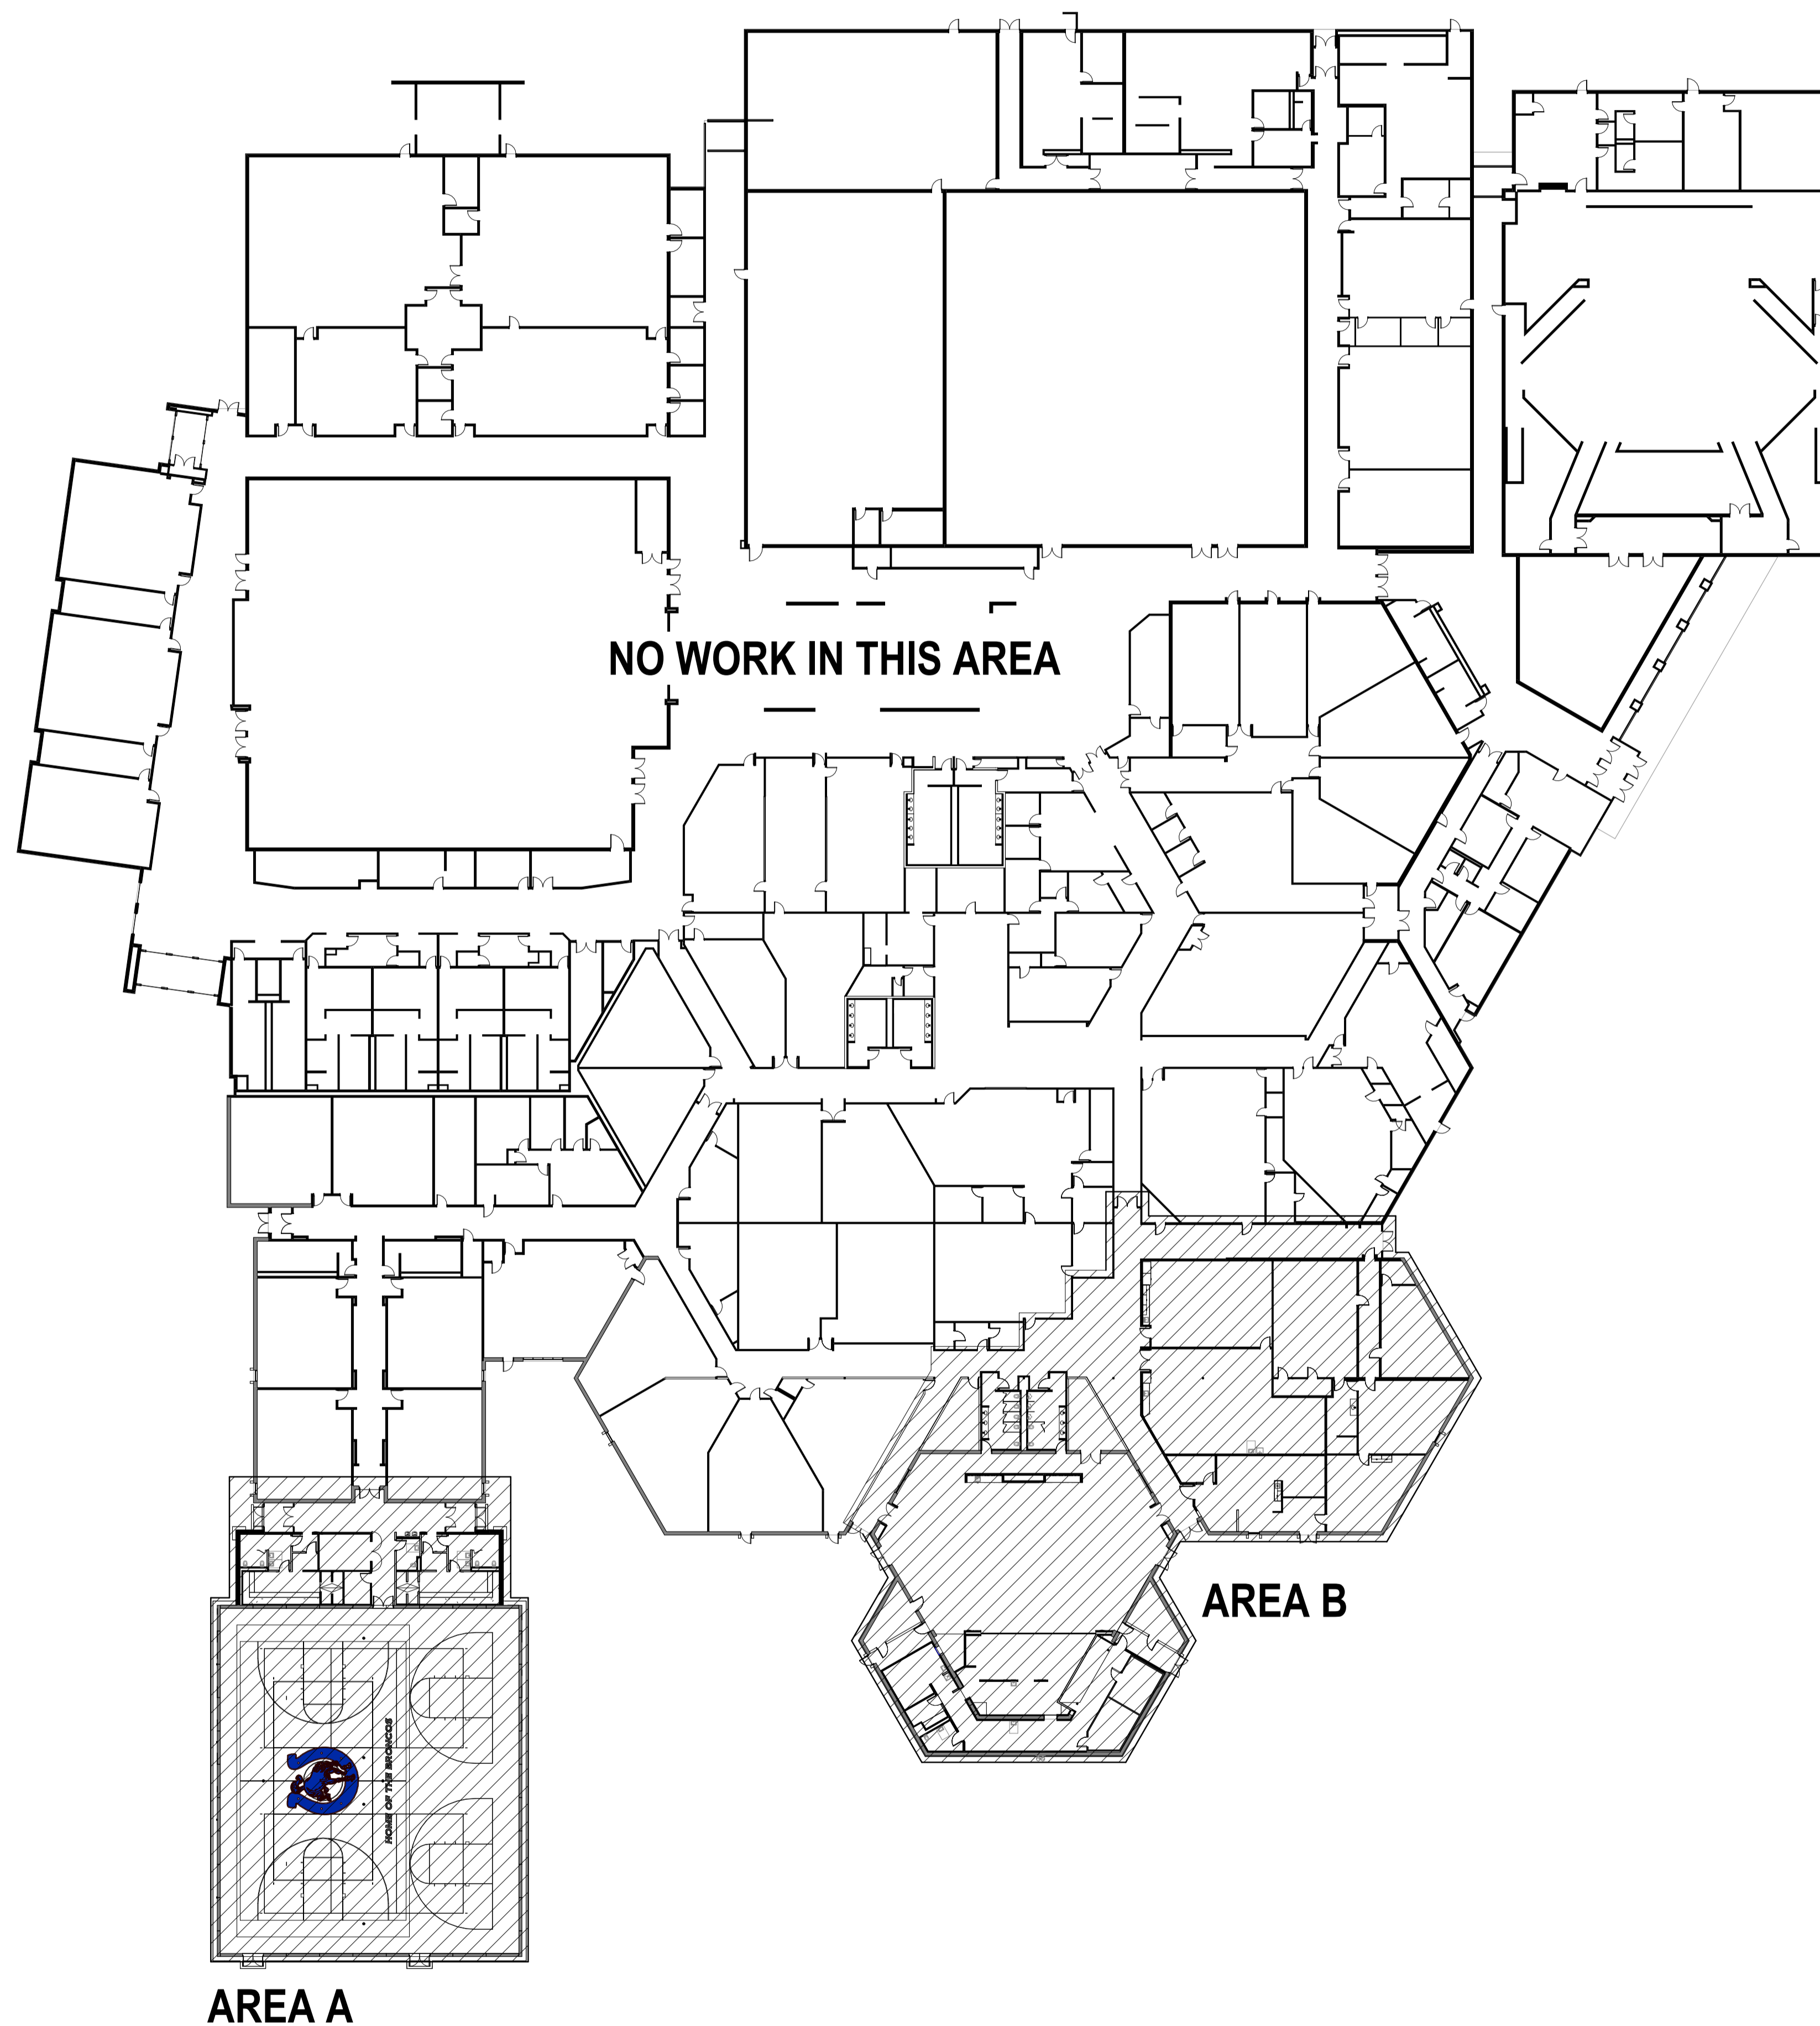 NO WORK IN THIS AREA
AREA B
HOME OF THE BRONCOS
AREA A